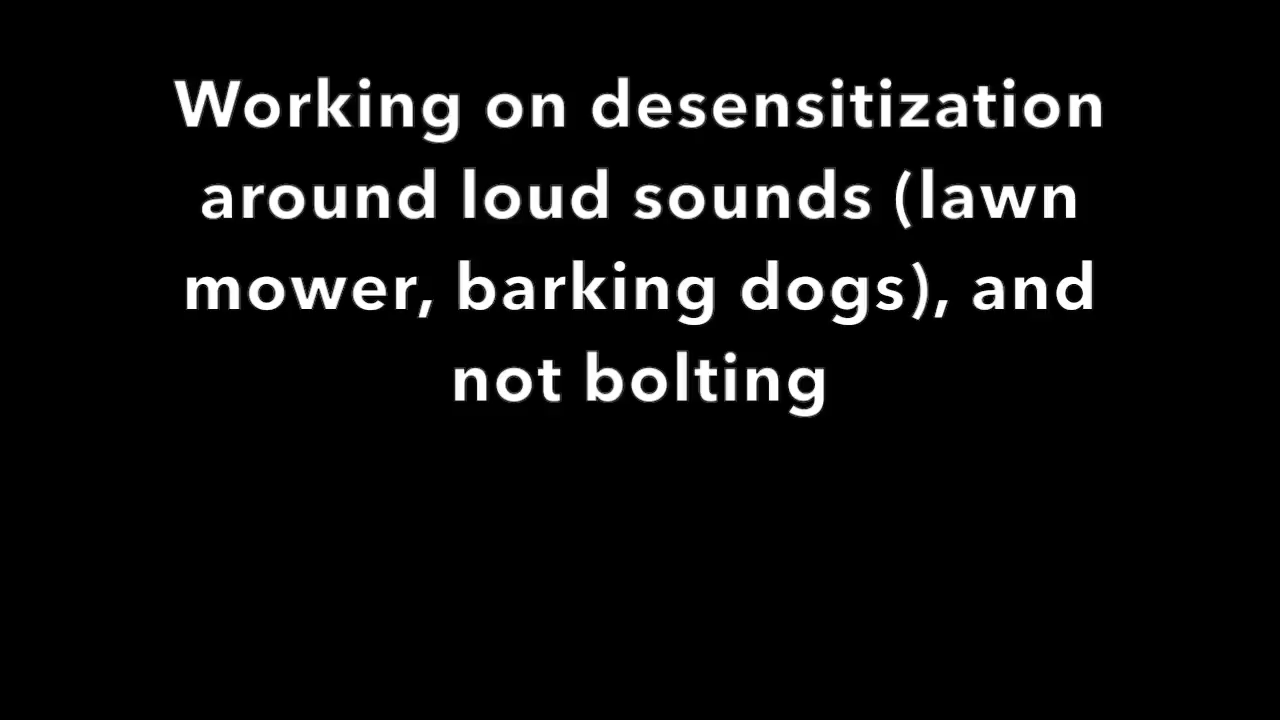 Working on desensitization
around loud sounds (lawn
mower, barking dogs), and
not bolting